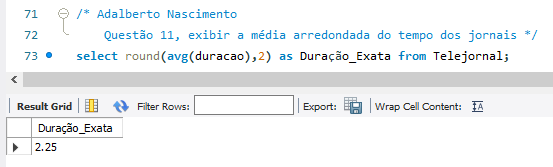 71 /* Adalberto Nascimento
72 Questão 11, exibir a média arredondada do tempo dos jornais */
73 select round(avg(duracao),2) as Duração_Exata from Telejornal;
Result Grid Filter Rows: Export: Wrap Cell Content:
Duração_Exata
2.25